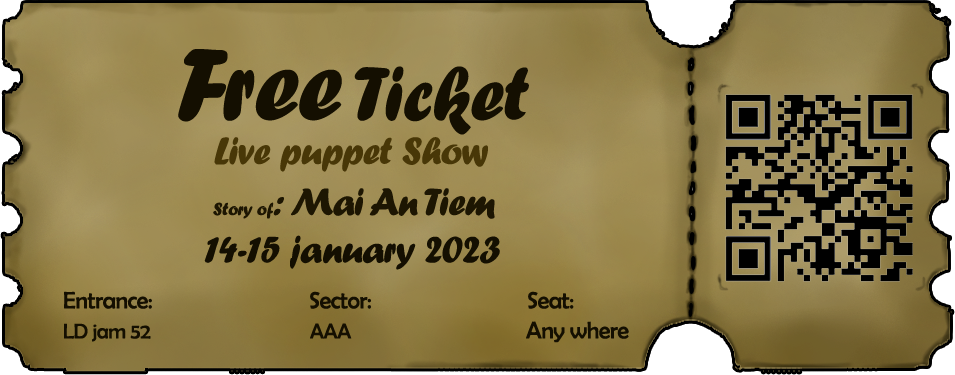 Free Ticket
Live puppet Show
Story of: Mai An Tiem
14-15 january 2023
Entrance: Sector: Seat:
LD jam 52 AAA Any where